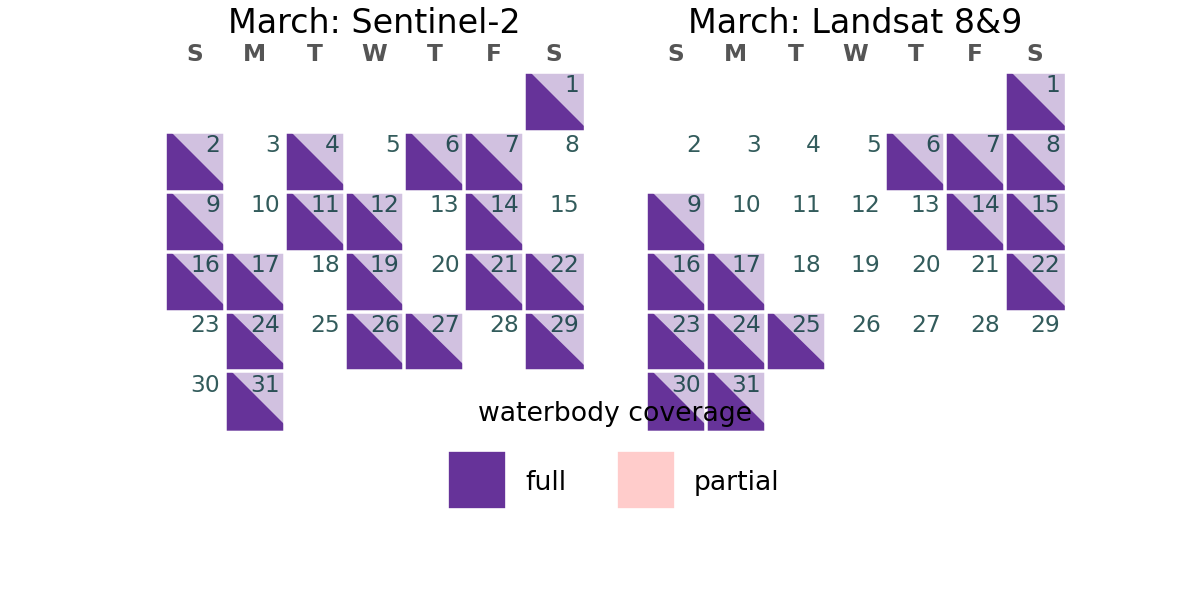 March: Sentinel-2
S M T W T F S
1
2 3 4 5 6 7 8
9 10 11 12 13 14 15
16 17 18 19 20 21 22
23 24 25 26 27 28 29
30 31
March: Landsat 8&9
S M T W T F S
1
2 3 4 5 6 7 8
9 10 11 12 13 14 15
16 17 18 19 20 21 22
23 24 25 26 27 28 29
30 31
waterbody coverage
full partial